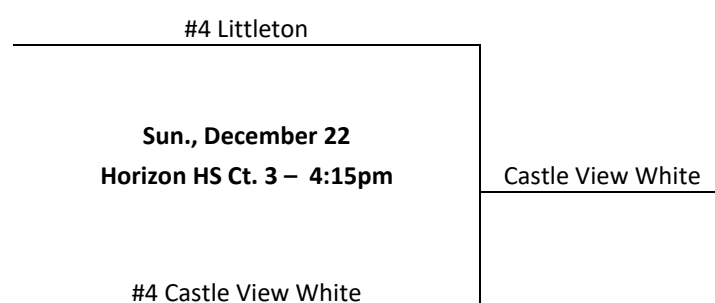 #4 Littleton
Sun., December 22
Horizon HS Ct. 3 – 4:15pm
Castle View White
#4 Castle View White